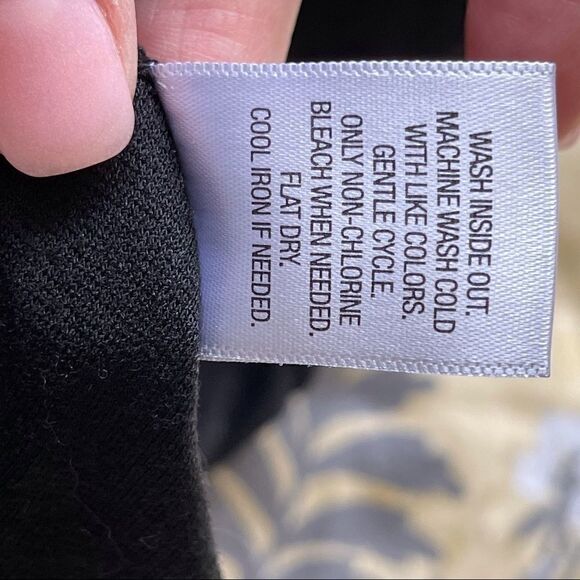 WASH INSIDE OUT.
MACHINE WASH COLD
WITH LIKE COLORS.
GENTLE CYCLE.
ONLY NON-CHLORINE
BLEACH WHEN NEEDED.
FLAT DRY.
COOL IRON IF NEEDED.